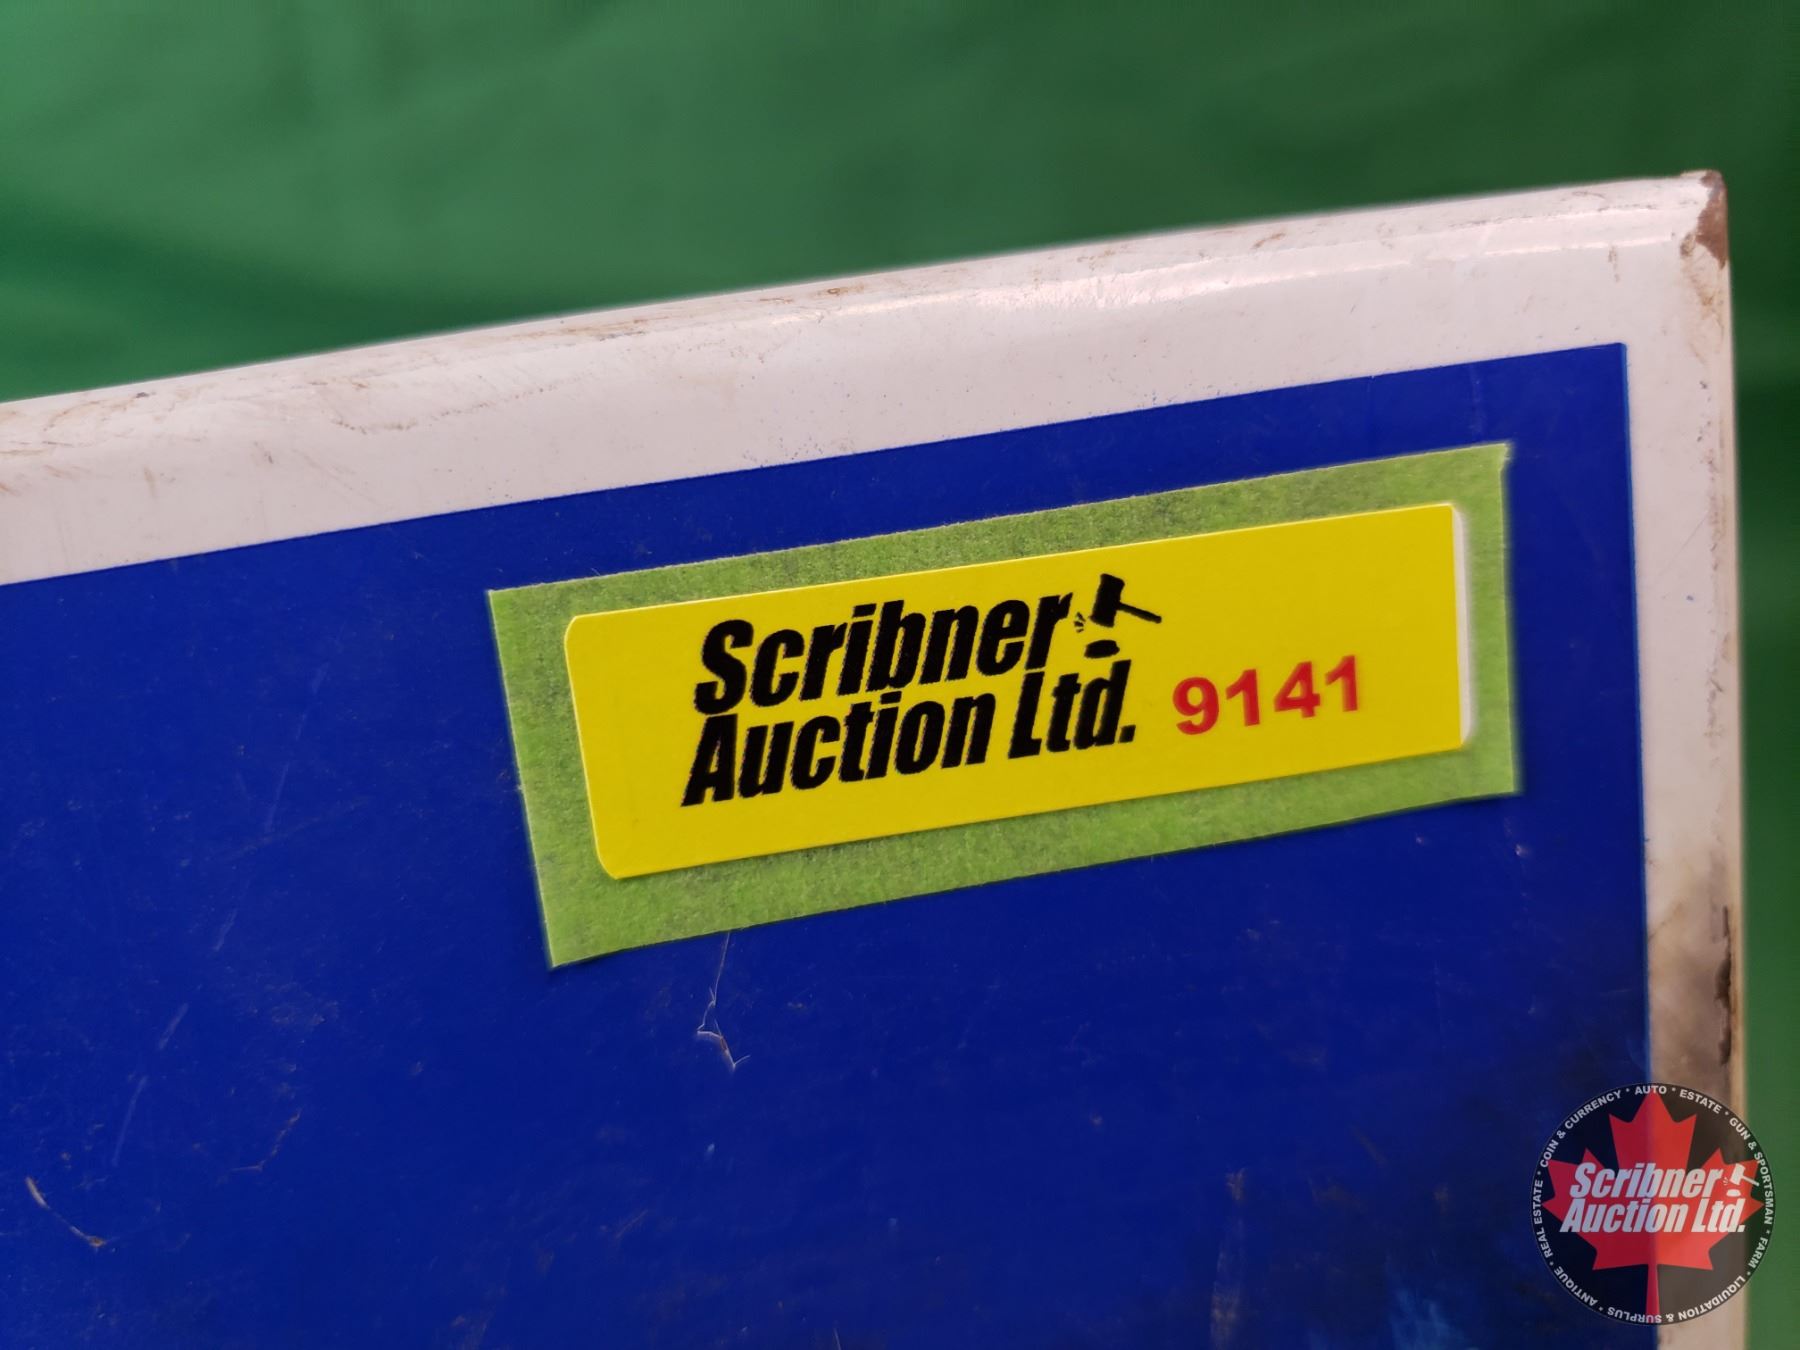 Scribner
Auction Ltd. 9141
REAL ESTATE * COIN & CURRENCY * AUTO * ESTATE * GUN & SPORTSMAN * FARM * LIQUIDATION & SURPLUS * ANTIQUE *
Scribner
Auction Ltd.